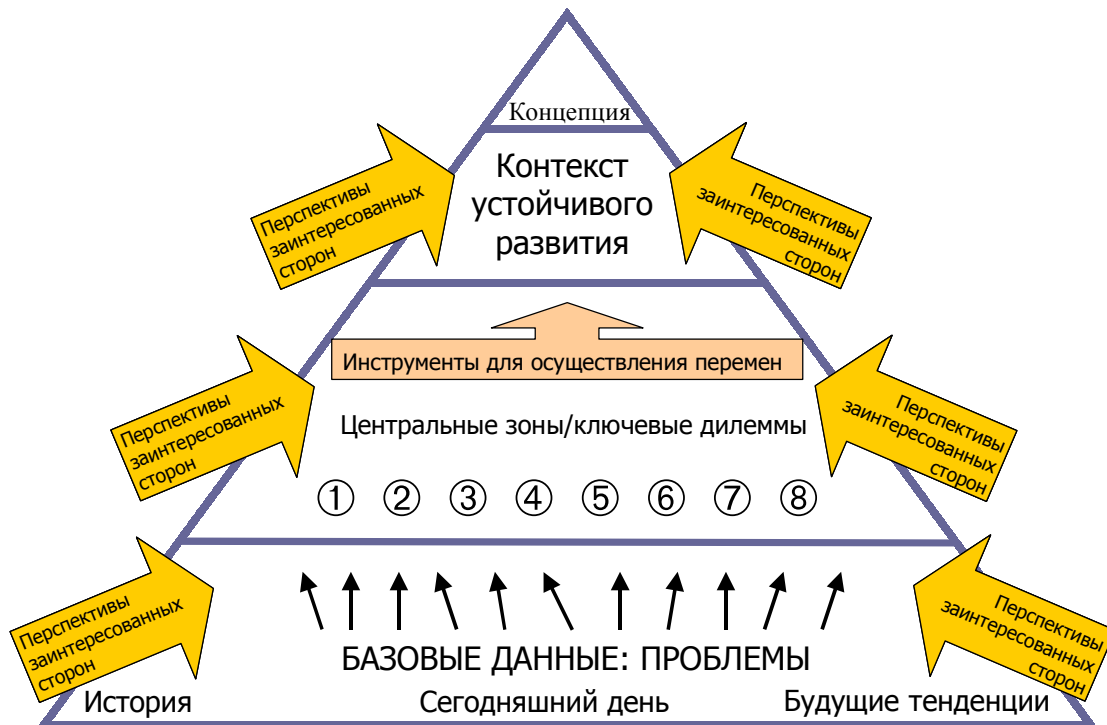 Концепция
Контекст
устойчивого
развития
Перспективы
заинтересованных
сторон
Перспективы
заинтересованных
сторон
Инструменты для осуществления перемен
Перспективы
заинтересованных
сторон
Перспективы
заинтересованных
сторон
Центральные зоны/ключевые дилеммы
① ② ③ ④ ⑤ ⑥ ⑦ ⑧
Перспективы
заинтересованных
сторон
Перспективы
заинтересованных
сторон
БАЗОВЫЕ ДАННЫЕ: ПРОБЛЕМЫ
История Сегодняшний день Будущие тенденции